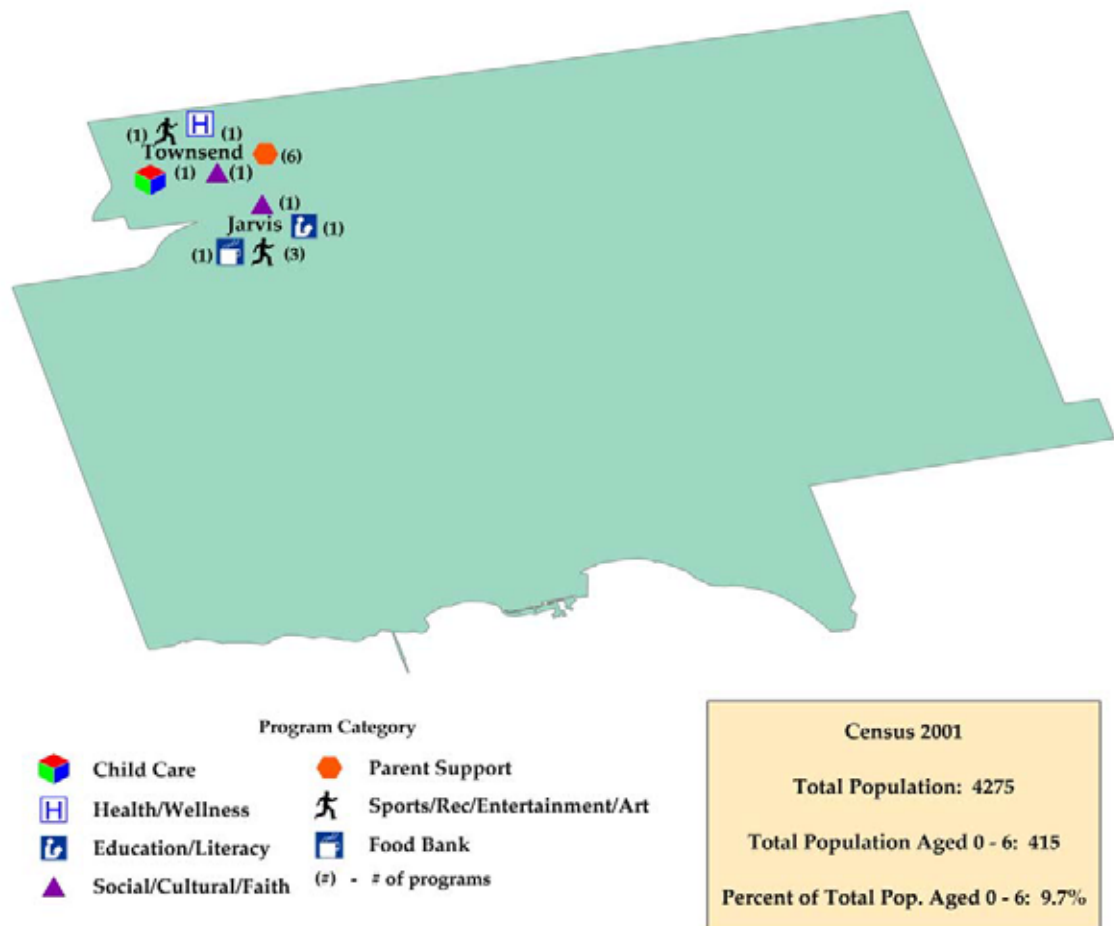 (1) H (1)
Townsend (6)
(1) (1)
(1)
Jarvis (1)
(1) (3)
Program Category
Child Care
Parent Support
H Health/Wellness
Sports/Rec/Entertainment/Art
Education/Literacy
Food Bank
Social/Cultural/Faith
(#) - # of programs
Census 2001
Total Population: 4275
Total Population Aged 0 - 6: 415
Percent of Total Pop. Aged 0 - 6: 9.7%